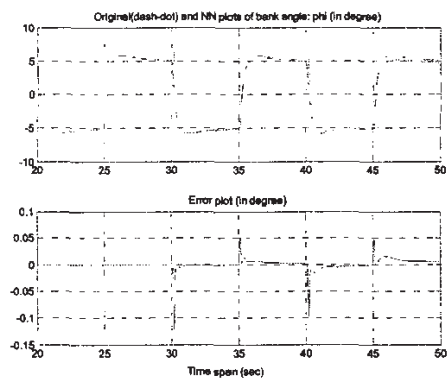 Original(dash-dot) and NN plots of bank angle: phi (in degree)
10
5
0
-5
-10
20 25 30 35 40 45 50
Error plot (in degree)
0.1
0.05
0
-0.05
-0.1
-0.15
20 25 30 35 40 45 50
Time span (sec)